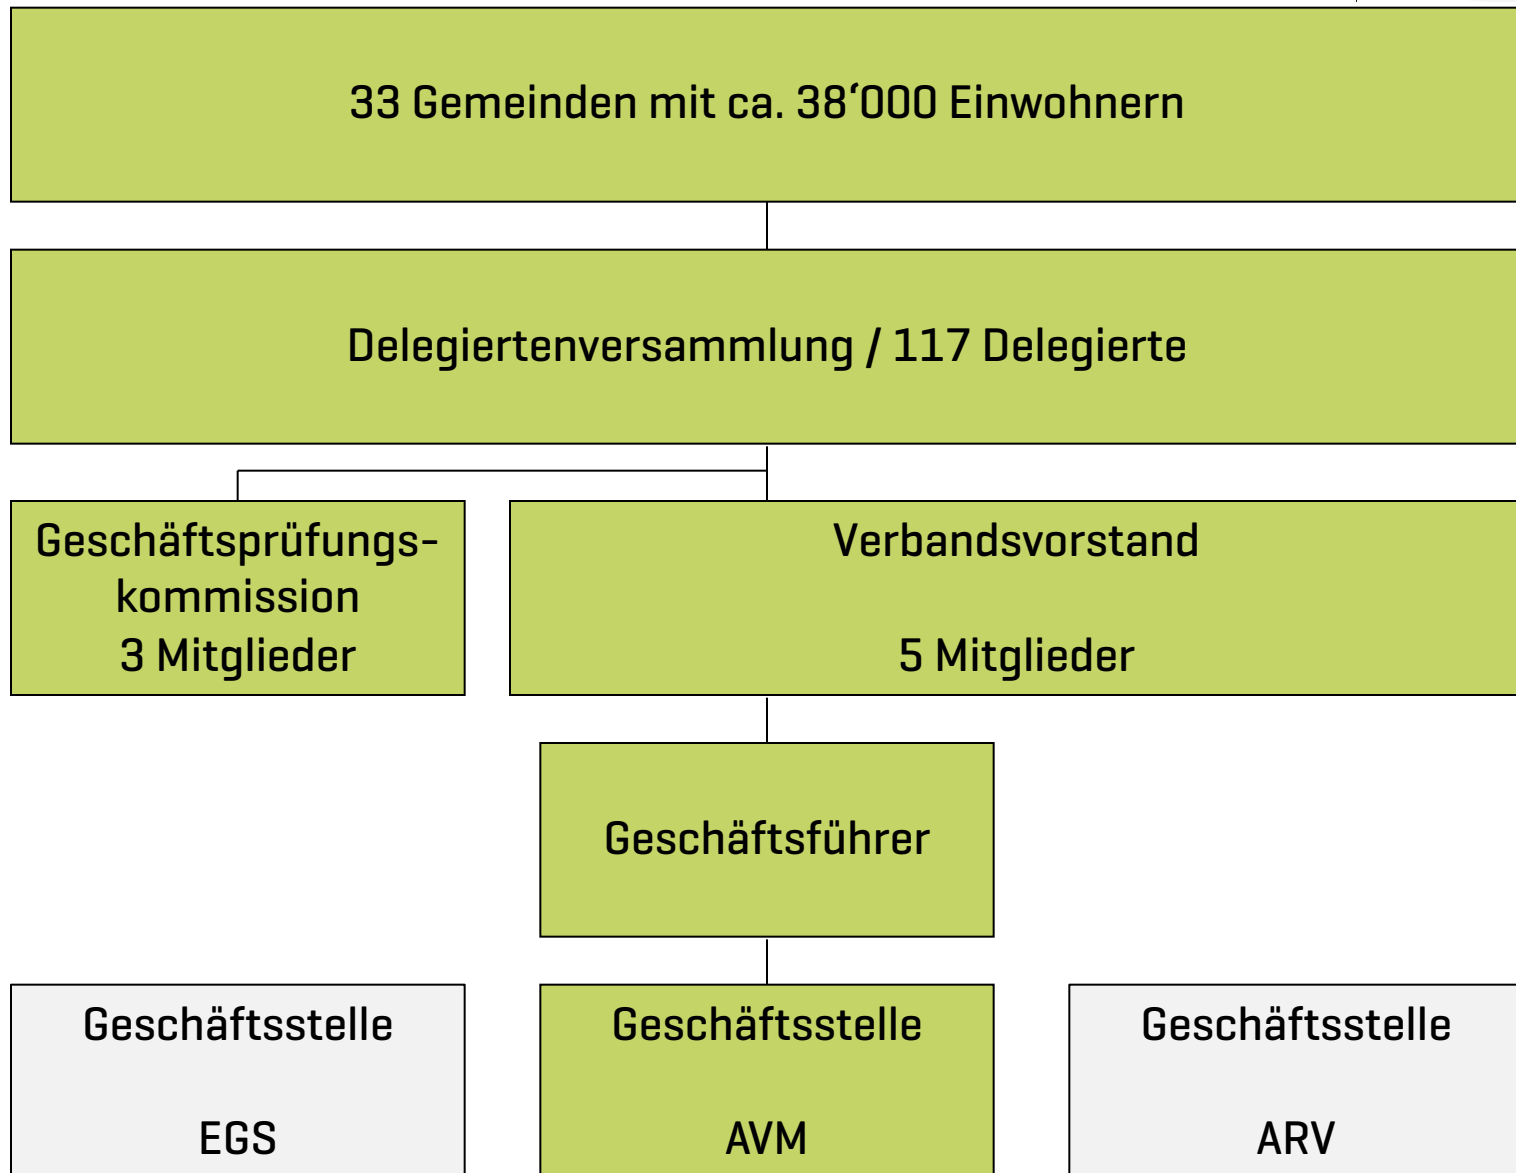 33 Gemeinden mit ca. 38‘000 Einwohnern
Delegiertenversammlung / 117 Delegierte
Geschäftsprüfungs-
kommission
3 Mitglieder
Verbandsvorstand
5 Mitglieder
Geschäftsführer
Geschäftsstelle
EGS
Geschäftsstelle
AVM
Geschäftsstelle
ARV